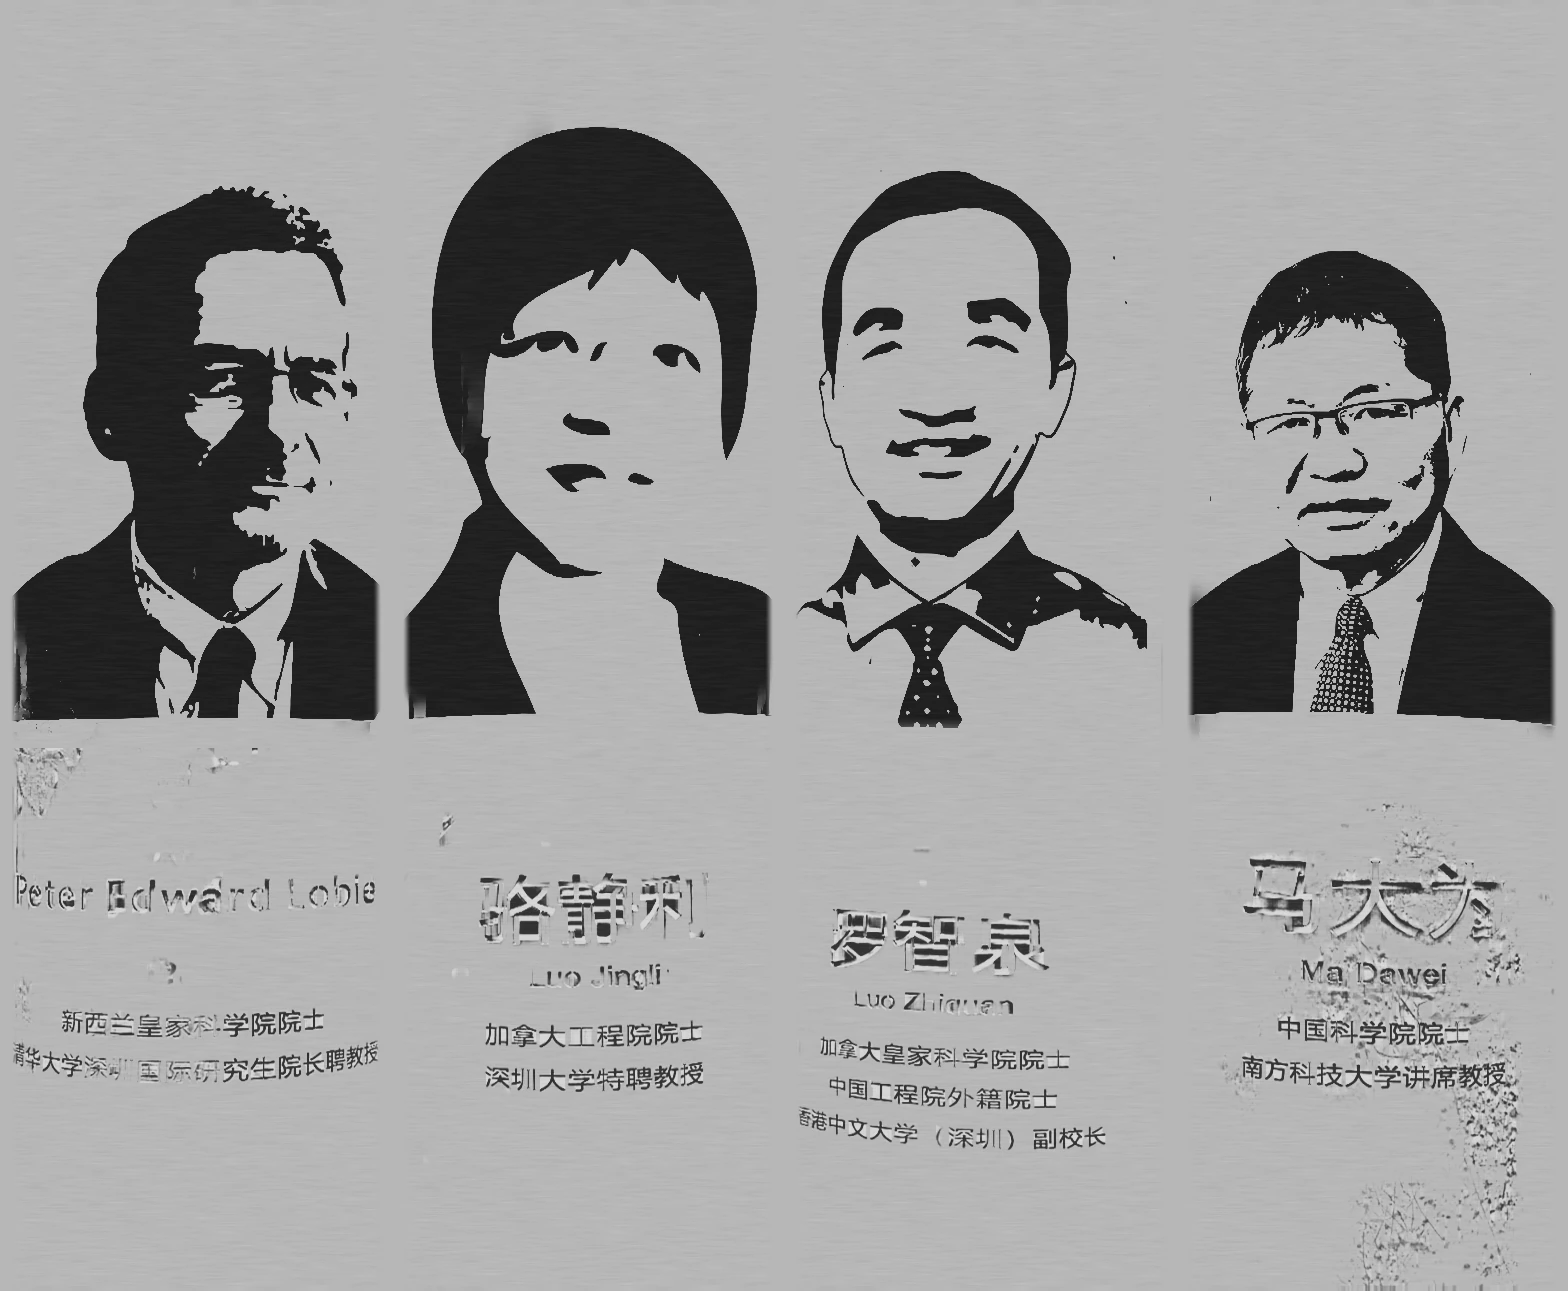 Peter Edward Lobie
新西兰皇家科学院院士
清华大学深圳国际研究生院长聘教授
骆静利
Luo Jingli
加拿大工程院院士
深圳大学特聘教授
罗智泉
Luo Zhiquan
加拿大皇家科学院院士
中国工程院外籍院士
香港中文大学（深圳）副校长
马大为
Ma Dawei
中国科学院院士
南方科技大学讲席教授